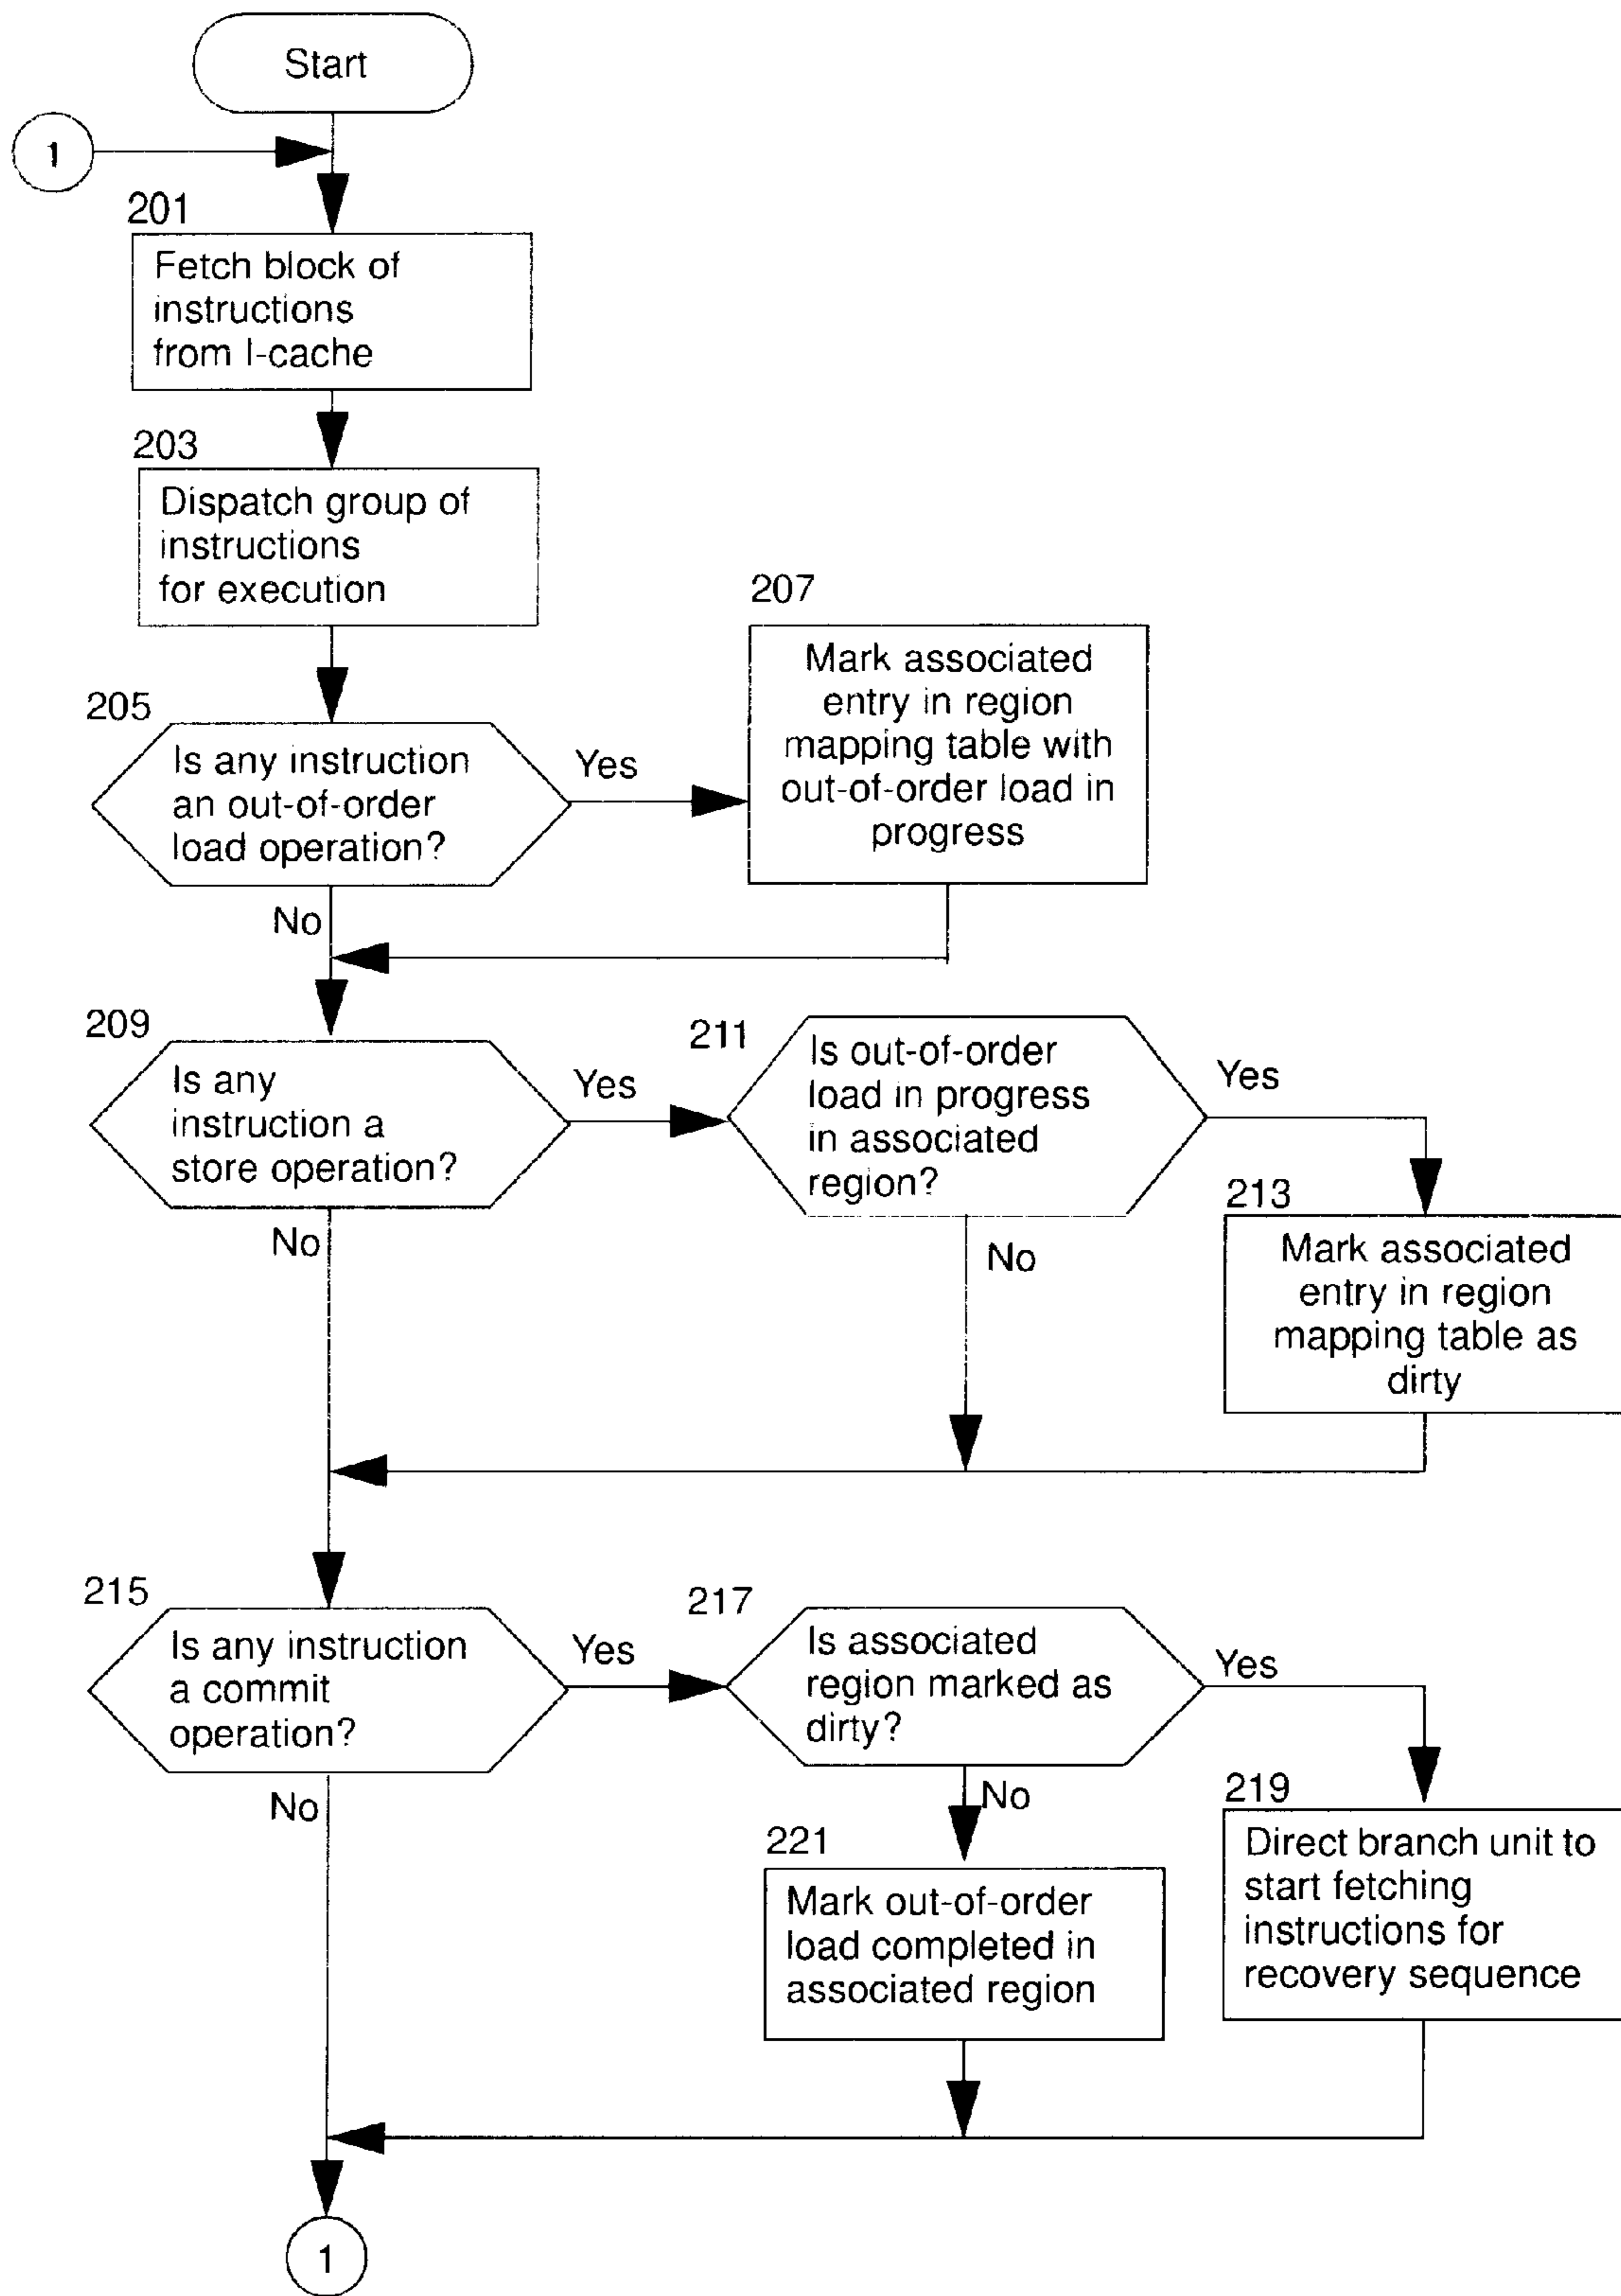 Start
1
201
Fetch block of
instructions
from I-cache
203
Dispatch group of
instructions
for execution
205
Is any instruction
an out-of-order
load operation?
Yes
No
207
Mark associated
entry in region
mapping table with
out-of-order load in
progress
209
Is any
instruction a
store operation?
Yes
No
211
Is out-of-order
load in progress
in associated
region?
Yes
No
213
Mark associated
entry in region
mapping table as
dirty
215
Is any instruction
a commit
operation?
Yes
No
217
Is associated
region marked as
dirty?
Yes
No
219
Direct branch unit to
start fetching
instructions for
recovery sequence
221
Mark out-of-order
load completed in
associated region
1